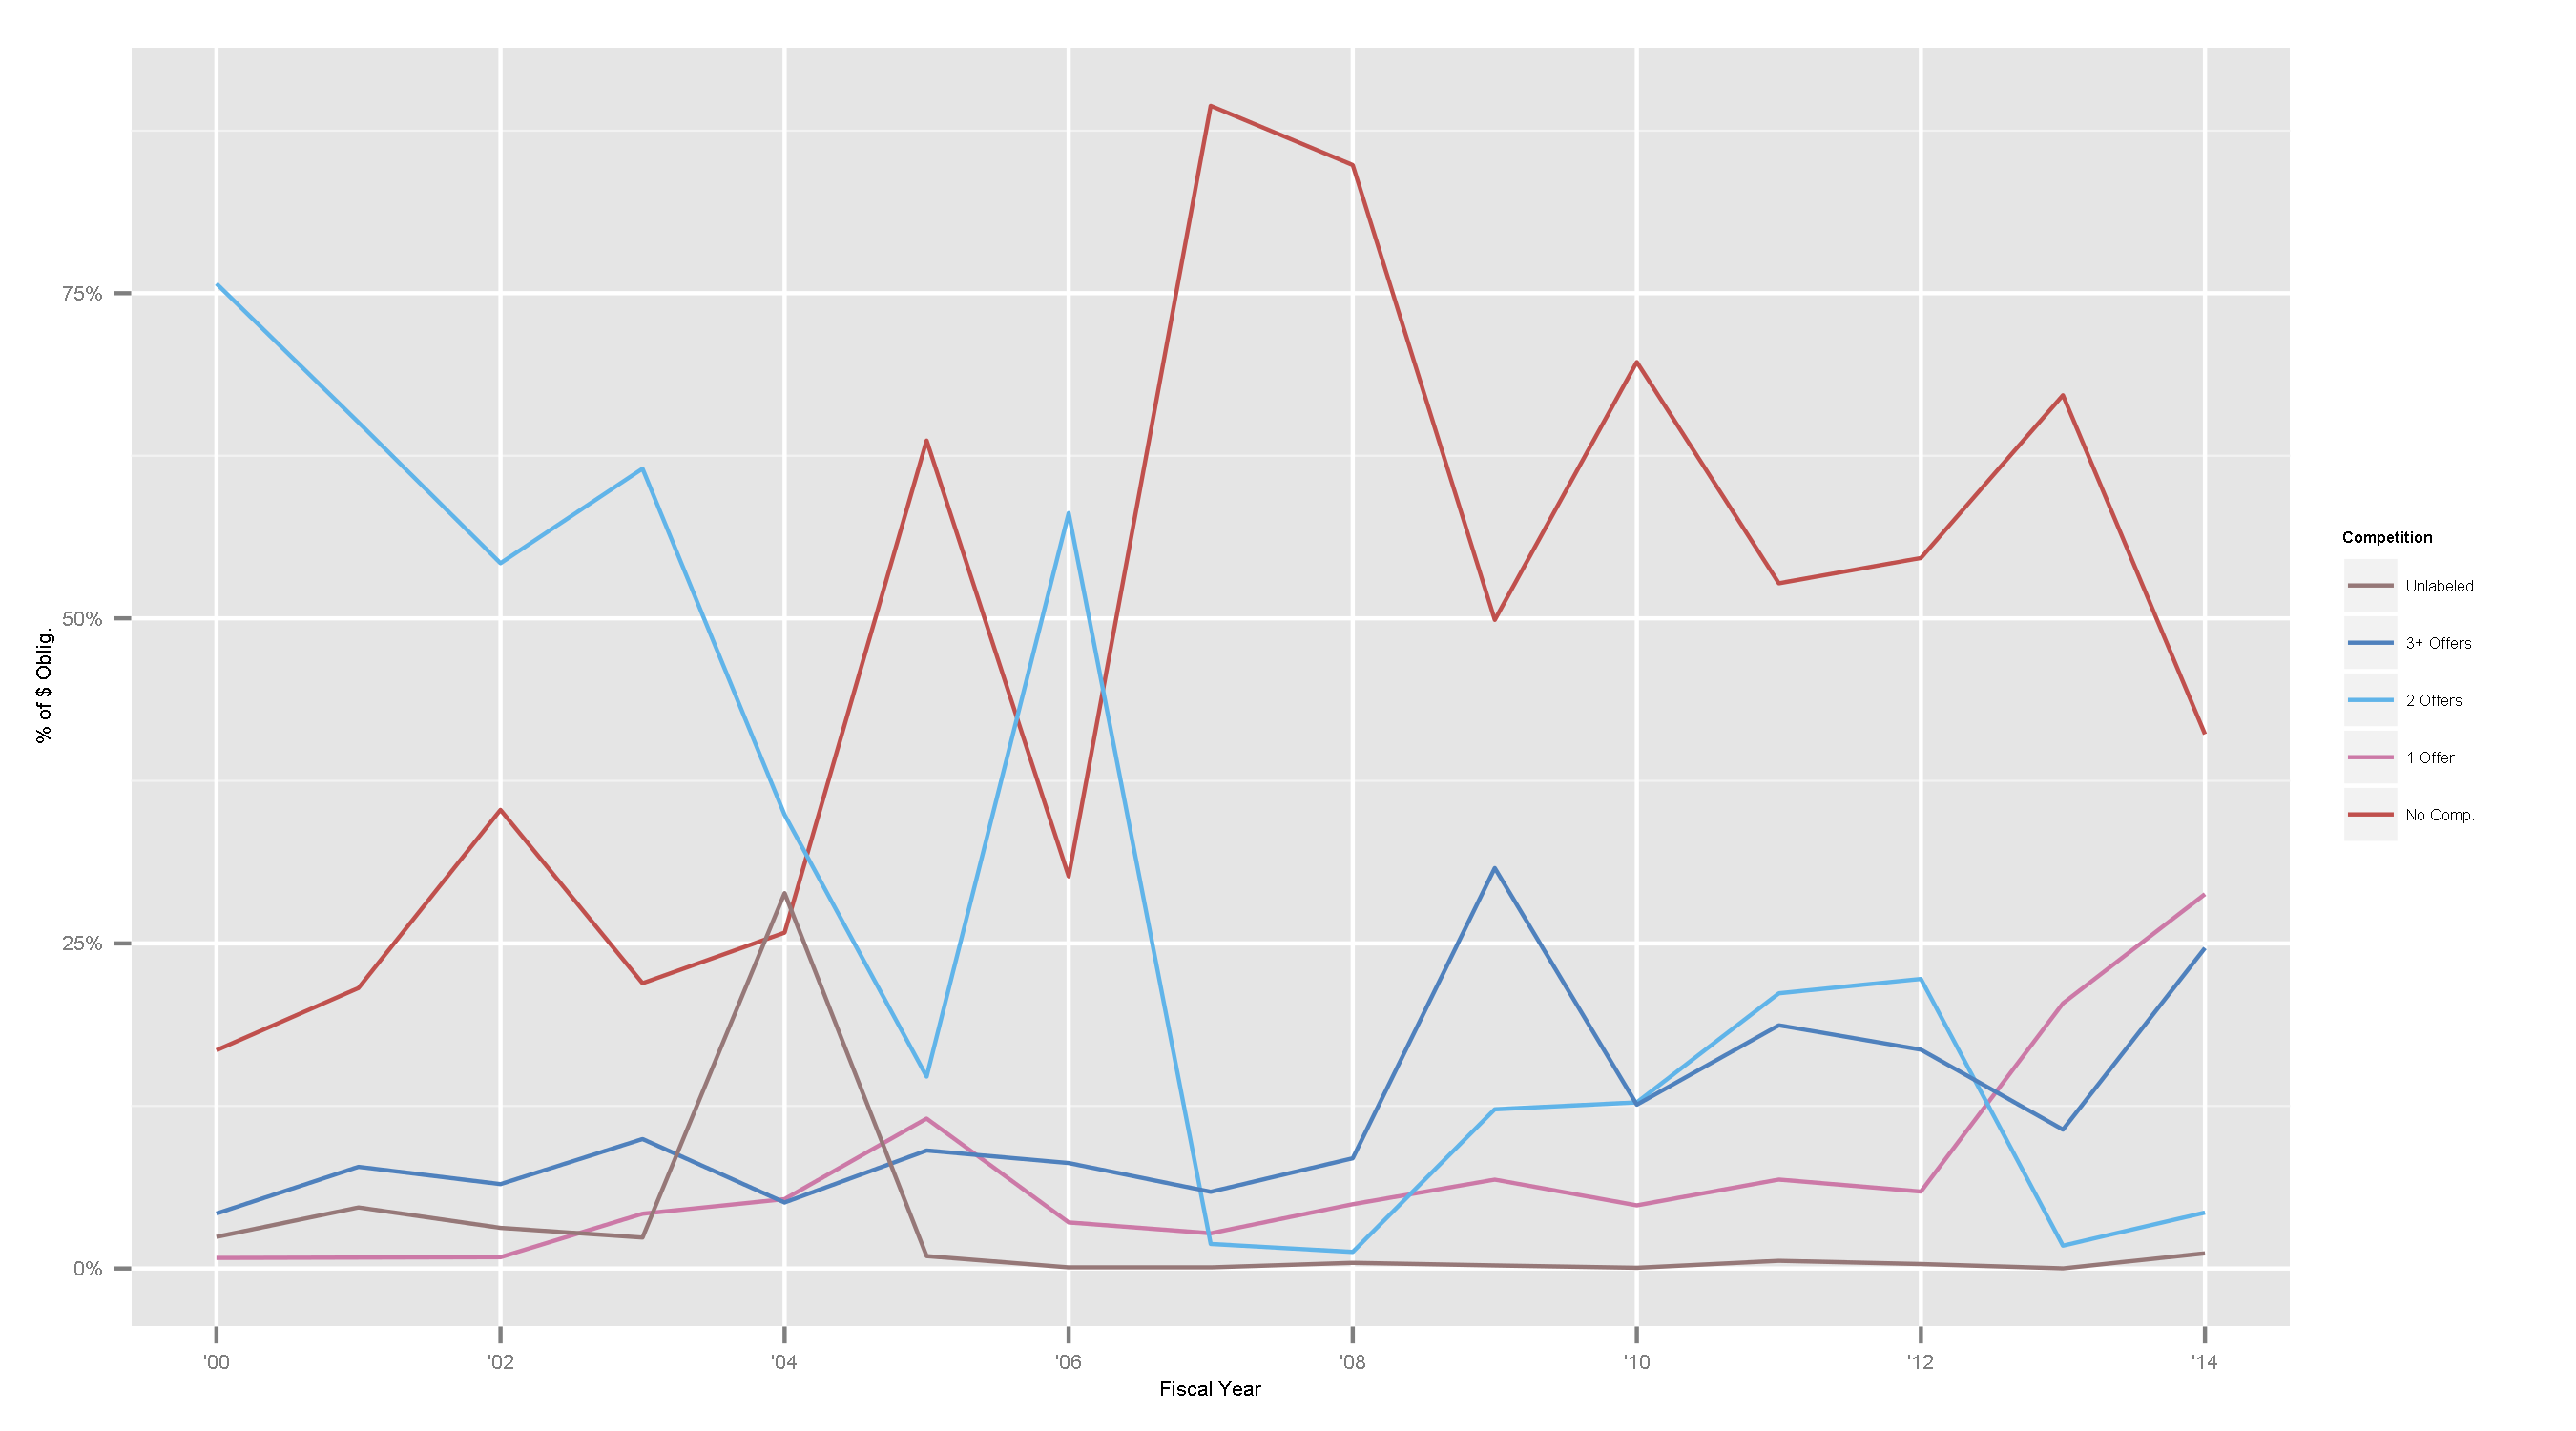 75%
50%
25%
0%
% of $ Oblig.
'00 '02 '04 '06 '08 '10 '12 '14
Fiscal Year
Competition
Unlabeled
3+ Offers
2 Offers
1 Offer
No Comp.